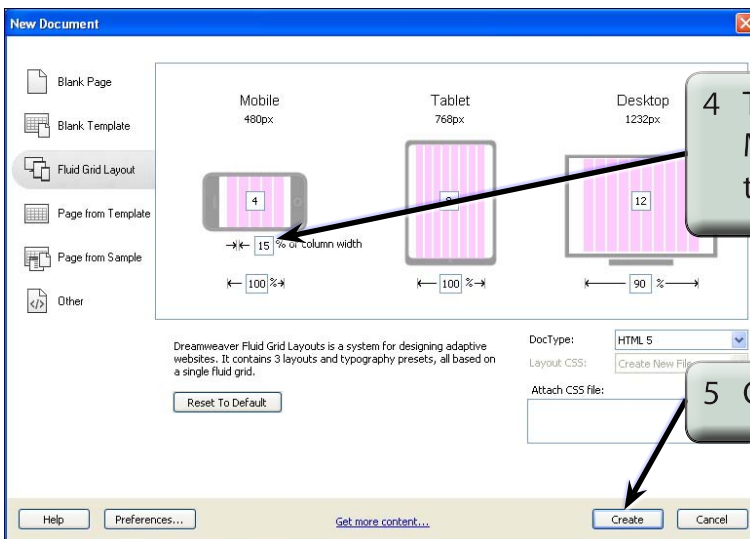 New Document
Blank Page
Blank Template
Fluid Grid Layout
Page from Template
Page from Sample
Other
Mobile
480px
Tablet
768px
Desktop
1232px
4
12
15 % of column width
100 %
100 %
90 %
Dreamweaver Fluid Grid Layouts is a system for designing adaptive
websites. It contains 3 layouts and typography presets, all based on
a single fluid grid.
Reset To Default
DocType:
HTML 5
Layout CSS:
Create New File
Attach CSS file:
4
5
Help
Preferences...
Get more content...
Create
Cancel